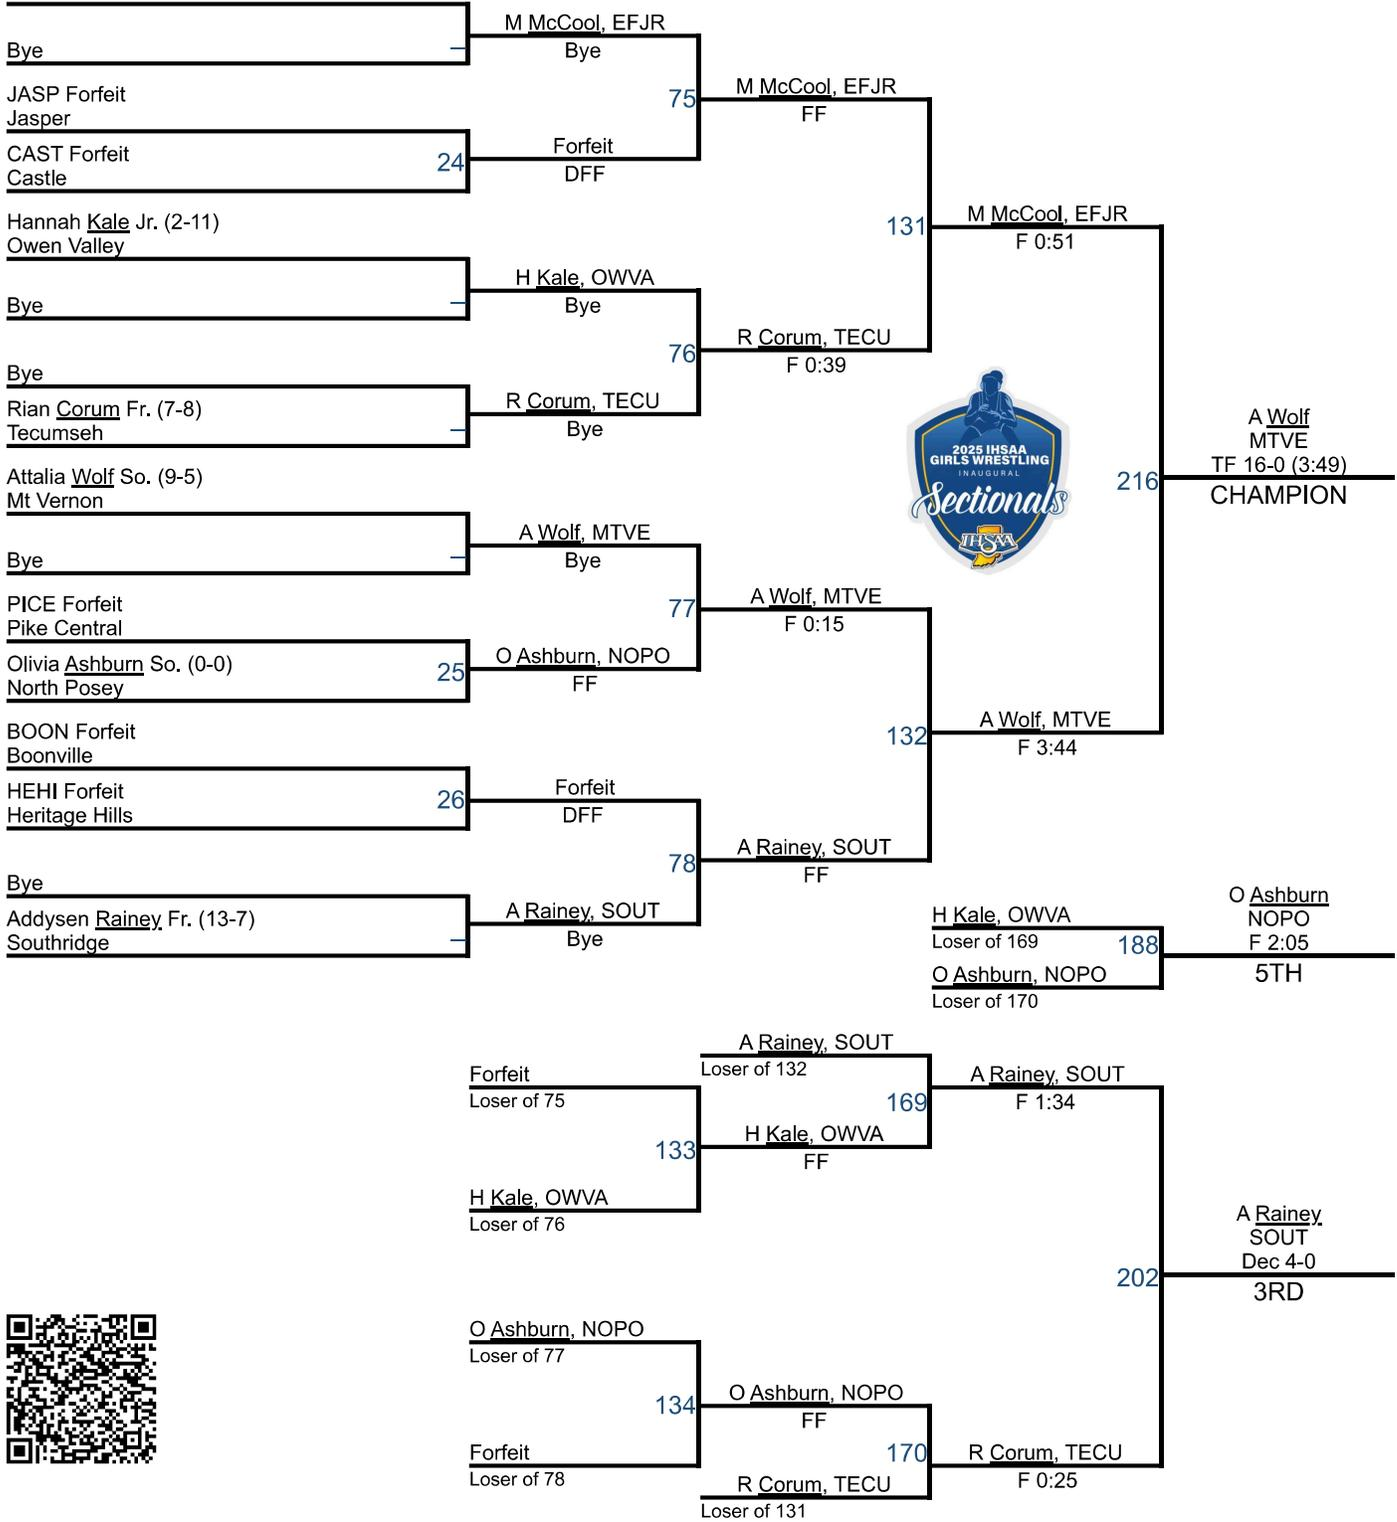 M McCool, EFJR
Bye
Bye
JASP Forfeit
Jasper
75
M McCool, EFJR
FF
CAST Forfeit
Castle
24
Forfeit
DFF
Hannah Kale Jr. (2-11)
Owen Valley
131
M McCool, EFJR
F 0:51
Bye
H Kale, OWVA
Bye
76
R Corum, TECU
F 0:39
Bye
Rian Corum Fr. (7-8)
Tecumseh
R Corum, TECU
Bye
2025 IHSAA
GIRLS WRESTLING
INAUGURAL
Sectionals
IHSAA
216
A Wolf
MTVE
TF 16-0 (3:49)
CHAMPION
Attalia Wolf So. (9-5)
Mt Vernon
Bye
A Wolf, MTVE
Bye
PICE Forfeit
Pike Central
77
A Wolf, MTVE
F 0:15
Olivia Ashburn So. (0-0)
North Posey
25
O Ashburn, NOPO
FF
BOON Forfeit
Boonville
132
A Wolf, MTVE
F 3:44
HEHI Forfeit
Heritage Hills
26
Forfeit
DFF
78
A Rainey, SOUT
FF
Bye
Addysen Rainey Fr. (13-7)
Southridge
A Rainey, SOUT
Bye
H Kale, OWVA
Loser of 169
188
O Ashburn, NOPO
Loser of 170
O Ashburn
NOPO
F 2:05
5TH
A Rainey, SOUT
Loser of 132
Forfeit
Loser of 75
169
A Rainey, SOUT
F 1:34
133
H Kale, OWVA
FF
H Kale, OWVA
Loser of 76
202
A Rainey
SOUT
Dec 4-0
3RD
O Ashburn, NOPO
Loser of 77
134
O Ashburn, NOPO
FF
Forfeit
Loser of 78
170
R Corum, TECU
F 0:25
R Corum, TECU
Loser of 131